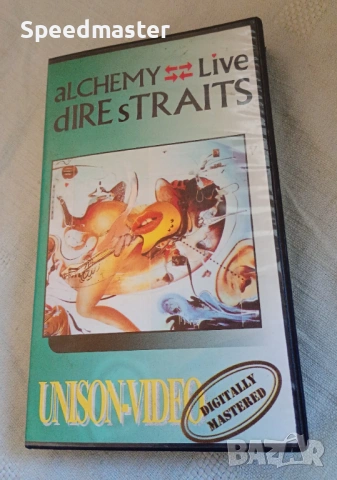 Speedmaster
aLCHEMY ⇄ Live
dIRE sTRAITS
UNISON-VIDEO
DIGITALLY
MASTERED
BAZAR